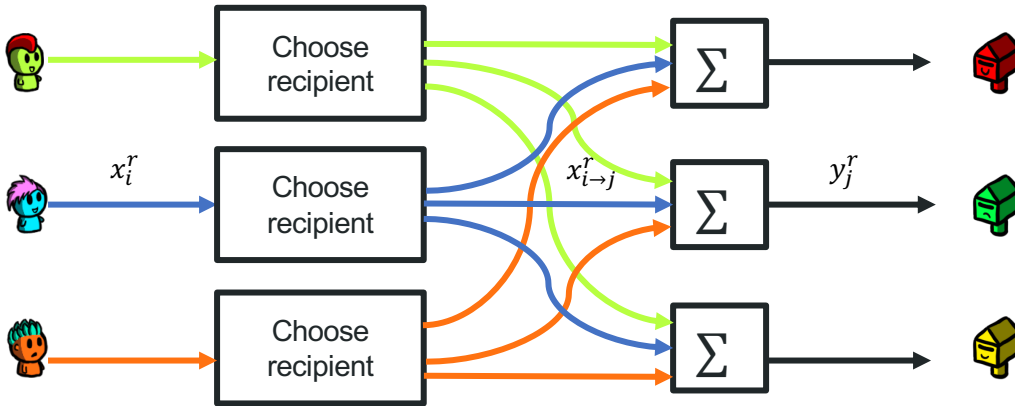 Choose
recipient
∑
x_i^r
Choose
recipient
x_{i→j}^r
∑
y_j^r
Choose
recipient
∑